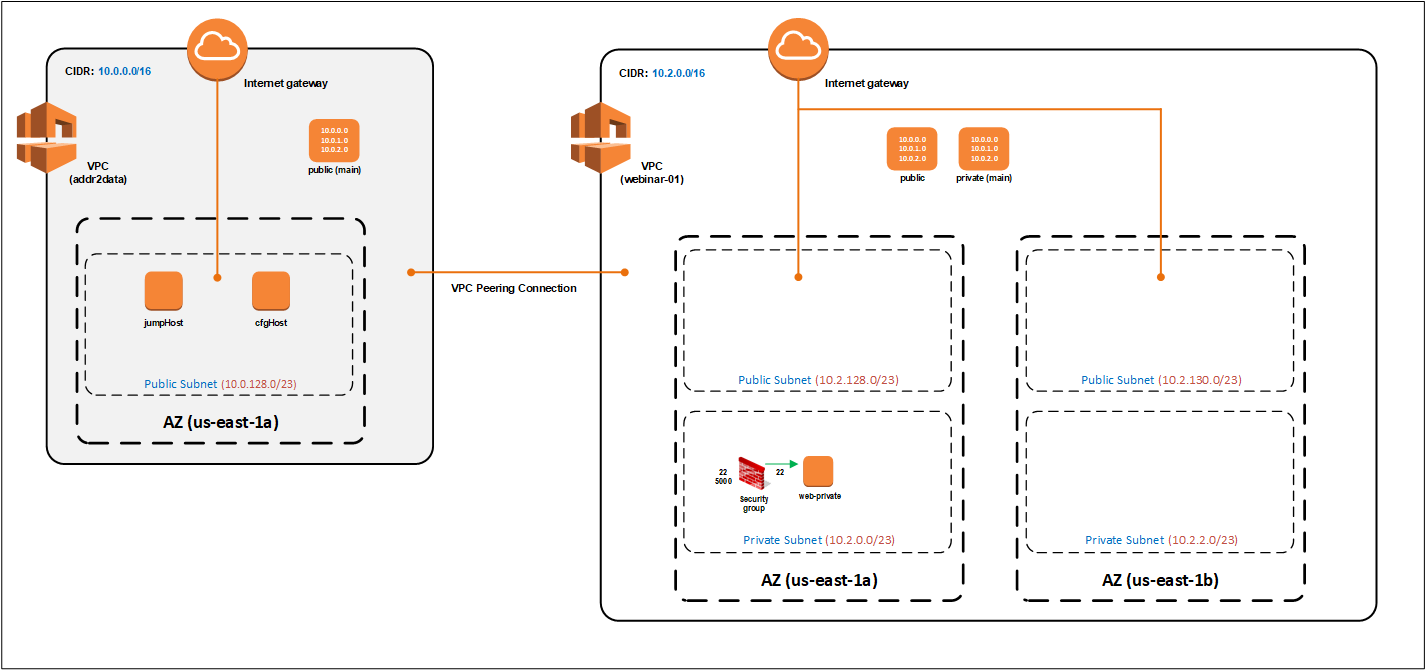 CIDR: 10.0.0.0/16
Internet gateway
10.0.0.0
10.0.1.0
10.0.2.0
public (main)
VPC
(addr2data)
jumpHost
cfgHost
Public Subnet (10.0.128.0/23)
AZ (us-east-1a)
VPC Peering Connection
CIDR: 10.2.0.0/16
Internet gateway
10.0.0.0
10.0.1.0
10.0.2.0
public
10.0.0.0
10.0.1.0
10.0.2.0
private (main)
VPC
(webinar-01)
Public Subnet (10.2.128.0/23)
22
5000
Security
group
22
web-private
Private Subnet (10.2.0.0/23)
AZ (us-east-1a)
Public Subnet (10.2.130.0/23)
Private Subnet (10.2.2.0/23)
AZ (us-east-1b)